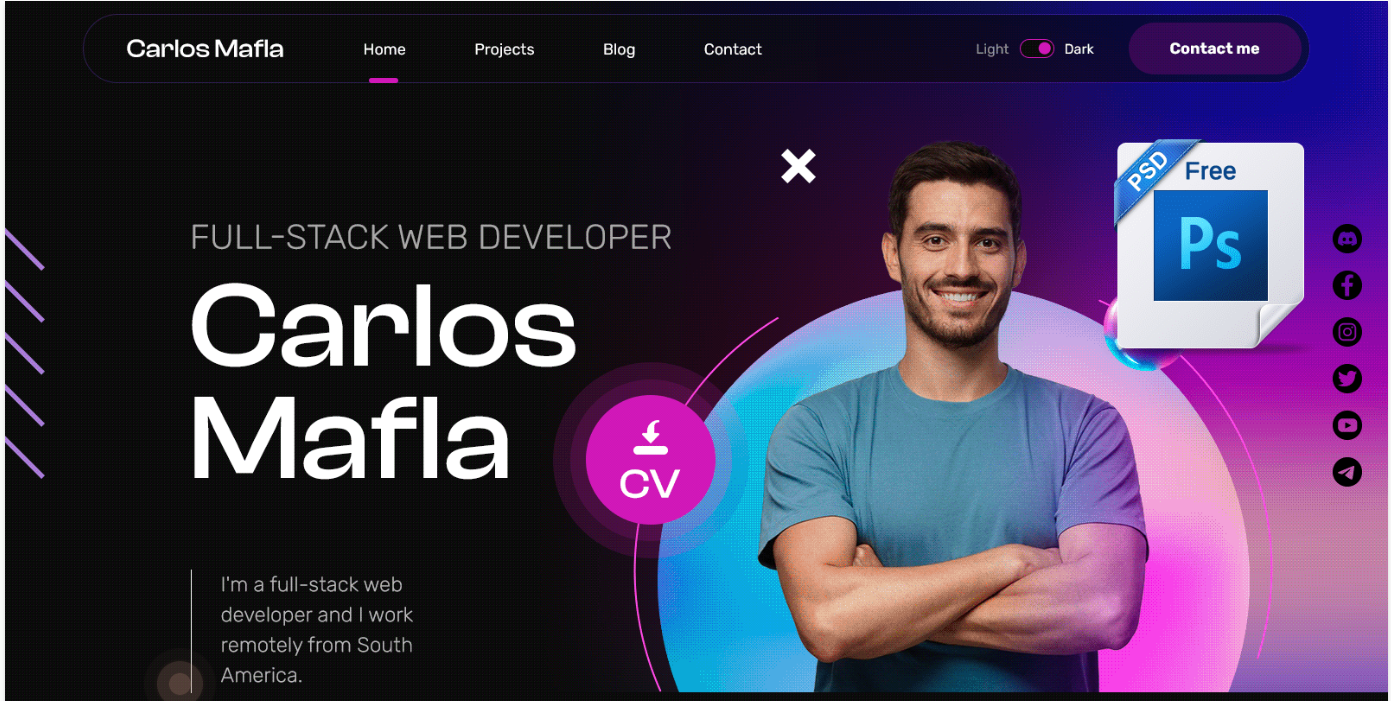 Carlos Mafla
Home
Projects
Blog
Contact
Light
Dark
Contact me
PSD
Free
Ps
FULL-STACK WEB DEVELOPER
Carlos
Mafla
CV
I'm a full-stack web
developer and I work
remotely from South
America.